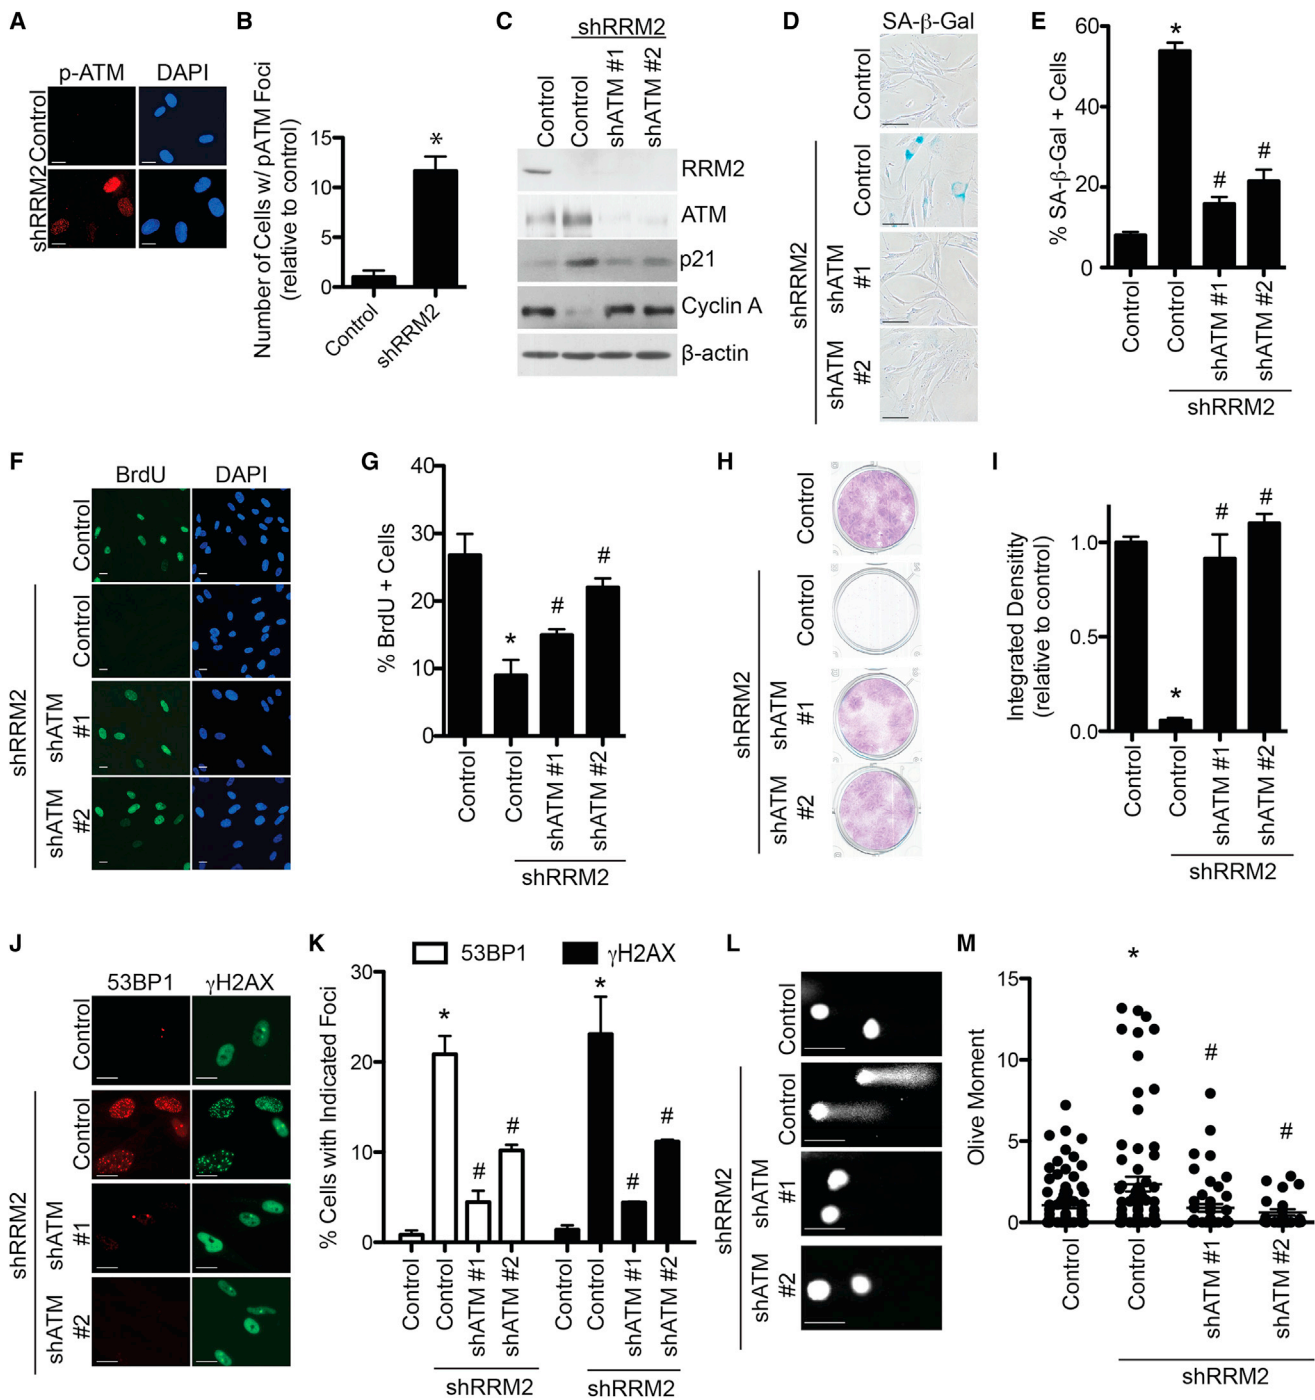 A
p-ATM DAPI
Control
shRRM2
B
Number of Cells w/ pATM Foci
(relative to control)
15
10
5
0
*
Control
shRRM2
C
shRRM2
Control
Control
shATM #1
shATM #2
RRM2
ATM
p21
Cyclin A
β-actin
D
SA-β-Gal
Control
Control
shATM
#1
shATM
#2
shRRM2
E
% SA-β-Gal + Cells
60
40
20
0
*
#
#
Control
Control
shATM #1
shATM #2
shRRM2
F
BrdU DAPI
Control
Control
shATM
#1
shATM
#2
shRRM2
G
% BrdU + Cells
40
30
20
10
0
*
#
#
Control
Control
shATM #1
shATM #2
shRRM2
H
Control
Control
shATM
#1
shATM
#2
shRRM2
I
Integrated Densitity
(relative to control)
1.0
0.5
0.0
*
#
#
Control
Control
shATM #1
shATM #2
shRRM2
J
53BP1 γH2AX
Control
Control
shATM
#1
shATM
#2
shRRM2
K
53BP1 γH2AX
% Cells with Indicated Foci
30
20
10
0
*
#
#
*
#
#
Control
Control
shATM #1
shATM #2
Control
Control
shATM #1
shATM #2
shRRM2 shRRM2
L
Control
Control
shATM
#1
shATM
#2
shRRM2
M
Olive Moment
15
10
5
0
*
#
#
Control
Control
shATM #1
shATM #2
shRRM2